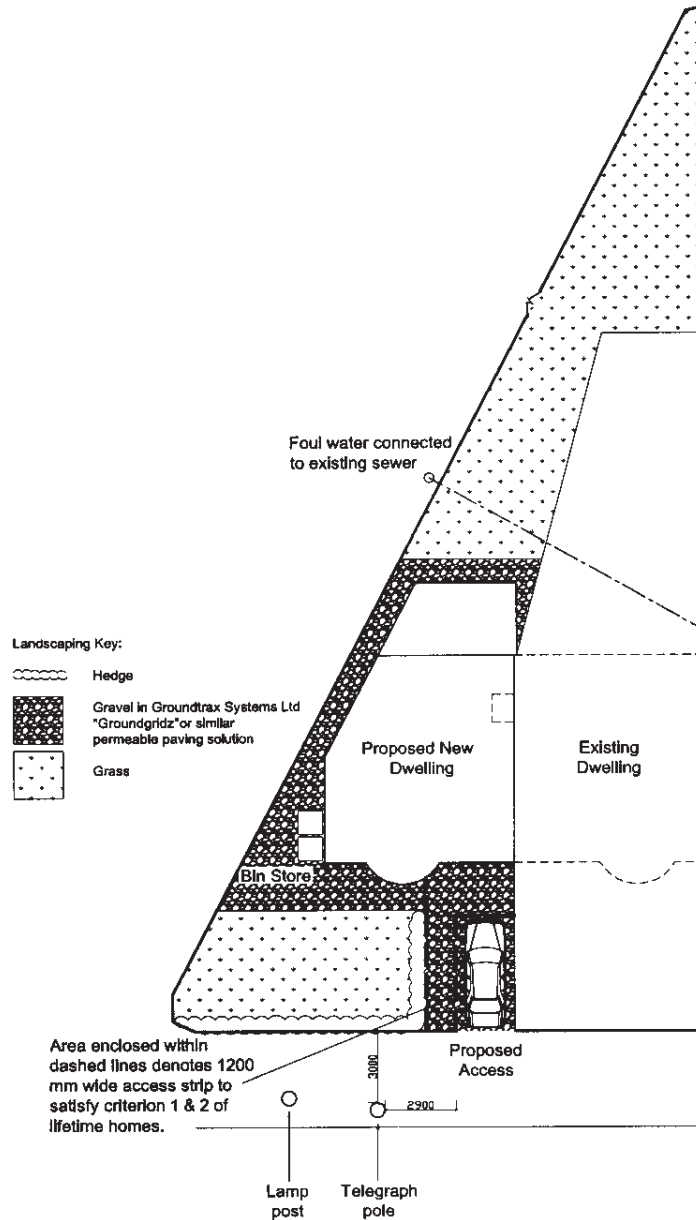 Foul water connected
to existing sewer
Landscaping Key:
Hedge
Gravel in Groundtrax Systems Ltd
"Groundgridz"or similar
permeable paving solution
Grass
Proposed New
Dwelling
Existing
Dwelling
Bin Store
Area enclosed within
dashed lines denotes 1200
mm wide access strip to
satisfy criterion 1 & 2 of
lifetime homes.
Proposed
Access
3000
2900
Lamp
post
Telegraph
pole